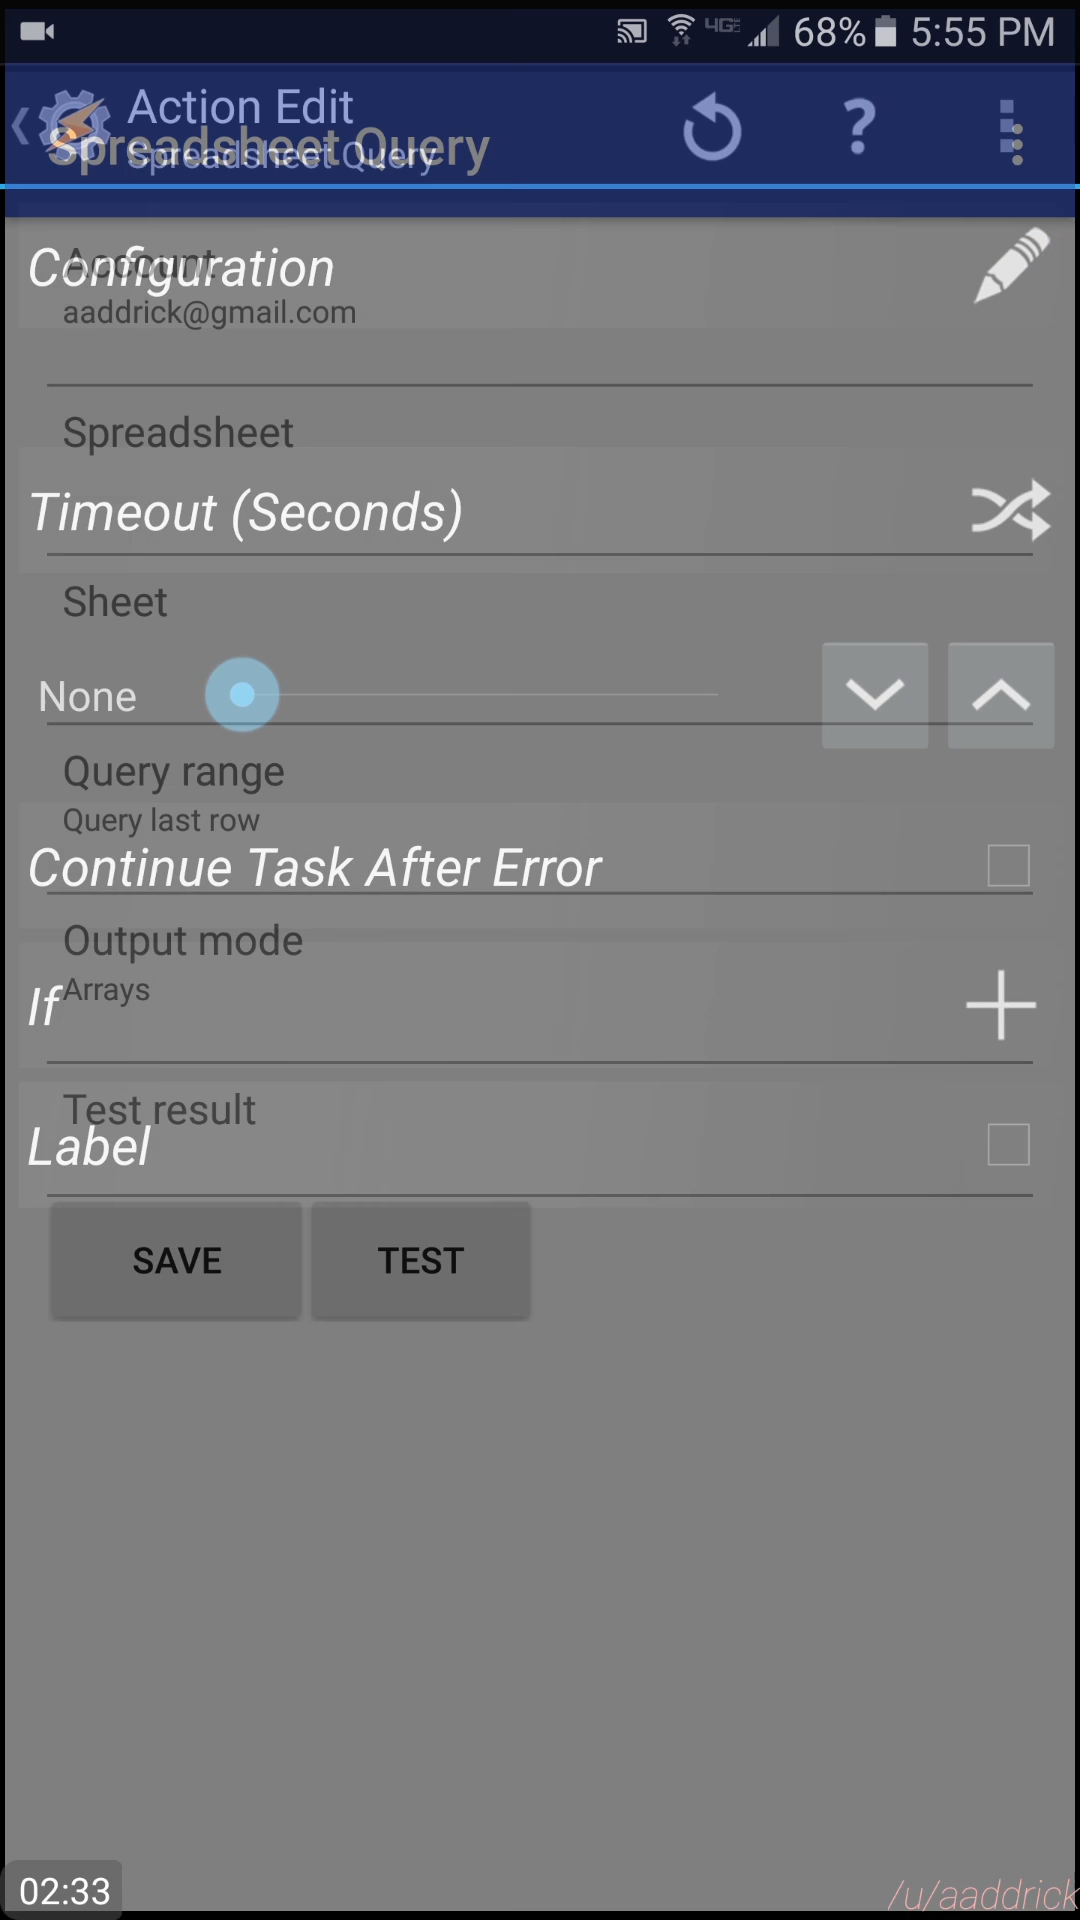 4G 68% 5:55 PM
Action Edit
Spreadsheet Query
Spreadsheet Query
Account
Configuration
aaddrick@gmail.com
Spreadsheet
Timeout (Seconds)
Sheet
None
Query range
Query last row
Continue Task After Error
Output mode
Arrays
If
Test result
Label
SAVE TEST
02:33
/u/aaddrick